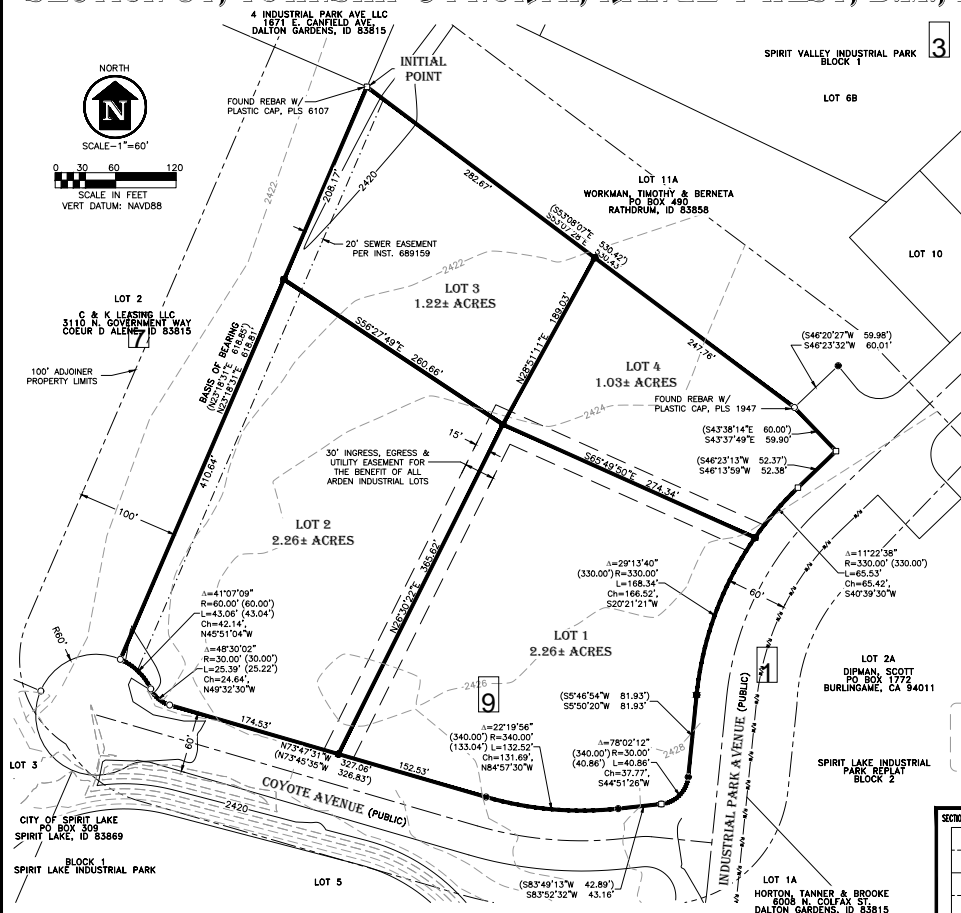 4 INDUSTRIAL PARK AVE LLC
1671 E. CANFIELD AVE,
DALTON GARDENS, ID 83815
SPIRIT VALLEY INDUSTRIAL PARK
BLOCK 1
3
LOT 6B
NORTH
N
SCALE-1"=60'
0 30 60 120
SCALE IN FEET
VERT DATUM: NAVD88
INITIAL
POINT
FOUND REBAR W/
PLASTIC CAP, PLS 6107
2422
208.17'
2420
282.67'
LOT 11A
WORKMAN, TIMOTHY & BERNETA
PO BOX 490
RATHDRUM, ID 83858
(S53°08'07"E 530.42')
S53°07'28"E 530.43'
LOT 10
20' SEWER EASEMENT
PER INST. 689159
2422
LOT 3
1.22± ACRES
LOT 2
C & K LEASING LLC
3110 N. GOVERNMENT WAY
COEUR D ALENE, ID 83815
7
100' ADJOINER
PROPERTY LIMITS
BASIS OF BEARING
(N23°18'31"E 618.85')
N23°18'31"E 618.81'
S56°27'49"E 260.66'
N28°51'11"E 189.03'
247.76'
LOT 4
1.03± ACRES
2424
(S46°20'27"W 59.98')
S46°23'32"W 60.01'
FOUND REBAR W/
PLASTIC CAP, PLS 1947
(S43°38'14"E 60.00')
S43°37'49"E 59.90'
(S46°23'13"W 52.37')
S46°13'59"W 52.38'
15'
30' INGRESS, EGRESS &
UTILITY EASEMENT FOR
THE BENEFIT OF ALL
ARDEN INDUSTRIAL LOTS
S65°49'50"E 274.34'
410.64'
100'
LOT 2
2.26± ACRES
N26°30'22"E 365.62'
Δ=11°22'38"
R=330.00' (330.00')
L=65.53'
Ch=65.42',
S40°39'30"W
Δ=29°13'40"
(330.00') R=330.00'
L=168.34'
Ch=166.52',
S20°21'21"W
60'
Δ=41°07'09"
R=60.00' (60.00')
L=43.06' (43.04')
Ch=42.14',
N45°51'04"W
Δ=48°30'02"
R=30.00' (30.00')
L=25.39' (25.22')
Ch=24.64',
N49°32'30"W
R60'
LOT 1
2.26± ACRES
1
LOT 2A
DIPMAN, SCOTT
PO BOX 1772
BURLINGAME, CA 94011
2426
9
(S5°46'54"W 81.93')
S5°50'20"W 81.93'
Δ=22°19'56"
(340.00') R=340.00'
(133.04') L=132.52'
Ch=131.69',
N84°57'30"W
Δ=78°02'12"
(340.00') R=30.00'
(40.86') L=40.86'
Ch=37.77',
S44°51'26"W
2428
174.53'
60'
N73°47'31"W 327.06'
(N73°45'35"W 326.83')
152.53'
LOT 3
COYOTE AVENUE (PUBLIC)
INDUSTRIAL PARK AVENUE (PUBLIC)
SPIRIT LAKE INDUSTRIAL
PARK REPLAT
BLOCK 2
2420
CITY OF SPIRIT LAKE
PO BOX 309
SPIRIT LAKE, ID 83869
BLOCK 1
SPIRIT LAKE INDUSTRIAL PARK
LOT 5
(S83°49'13"W 42.89')
S83°52'32"W 43.16'
LOT 1A
HORTON, TANNER & BROOKE
6008 N. COLFAX ST.
DALTON GARDENS, ID 83815